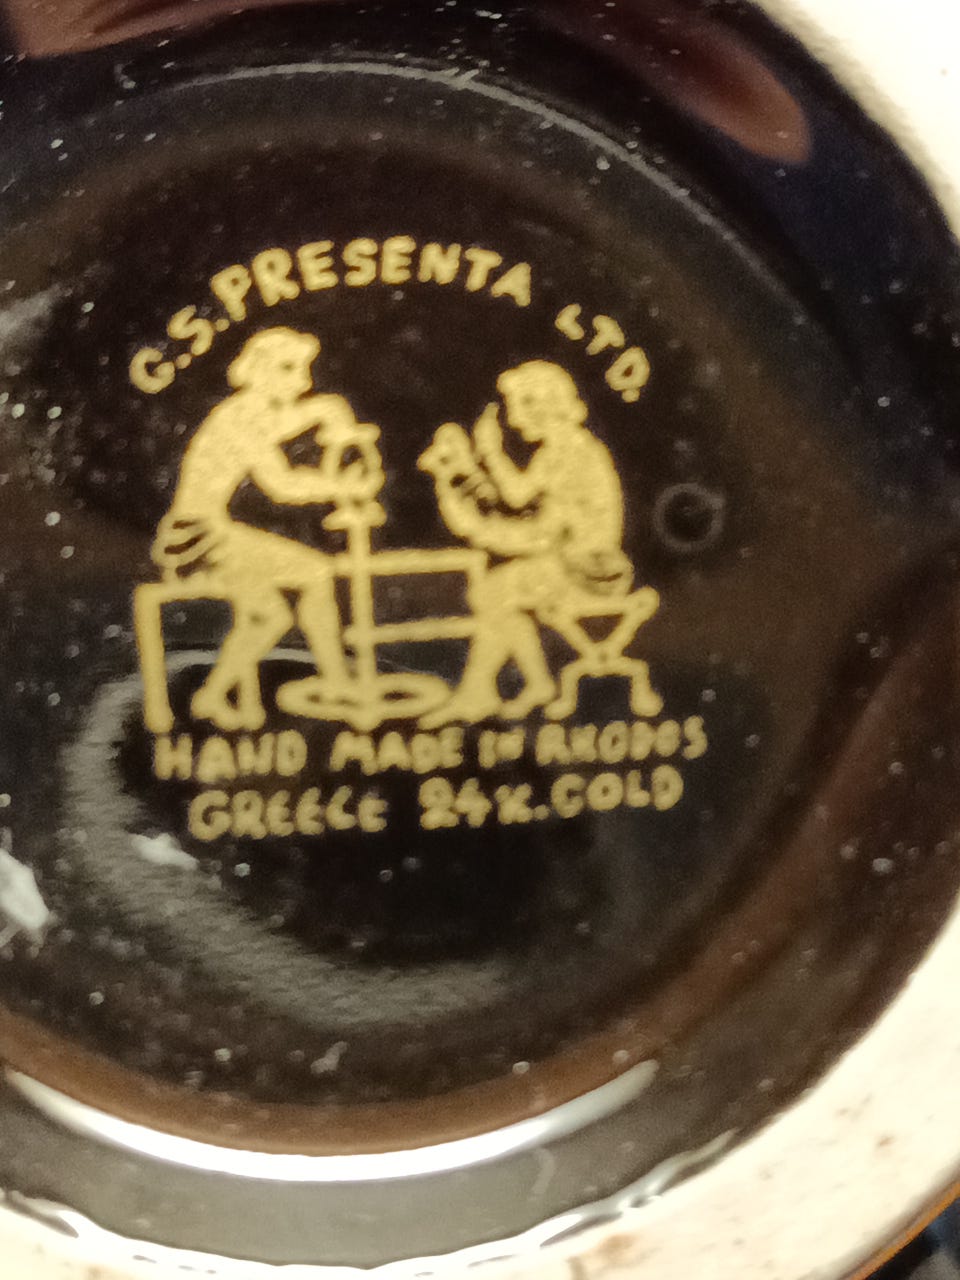 C.S. PRESENTA LTD.
HAND MADE IN RHODOS
GREECE 24K. GOLD